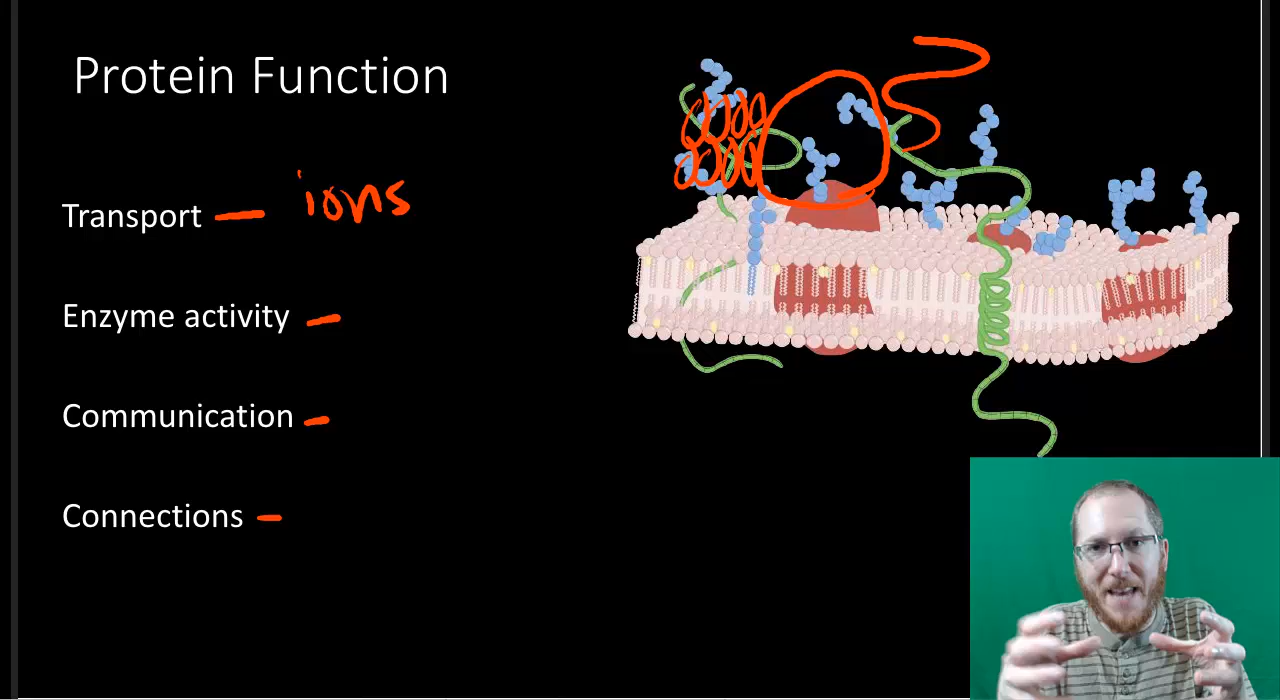 Protein Function
Transport – ions
Enzyme activity –
Communication –
Connections –